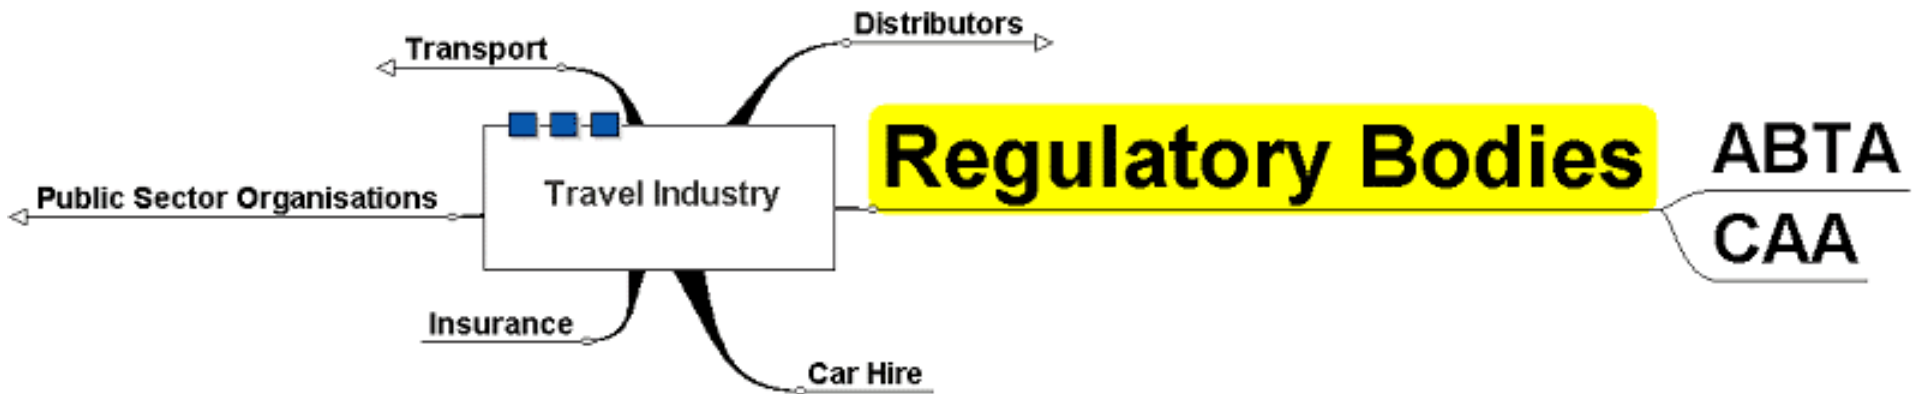 Distributors
Transport
Regulatory Bodies
ABTA
Travel Industry
Public Sector Organisations
CAA
Insurance
Car Hire